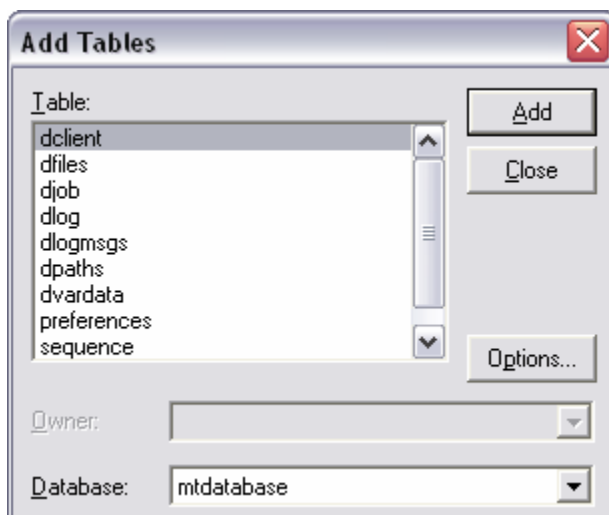 Add Tables
Table:
Add
dclient
dfiles
Close
djob
dlog
dlogmsgs
dpaths
dvardata
preferences
sequence
Options...
Owner:
Database: mtdatabase